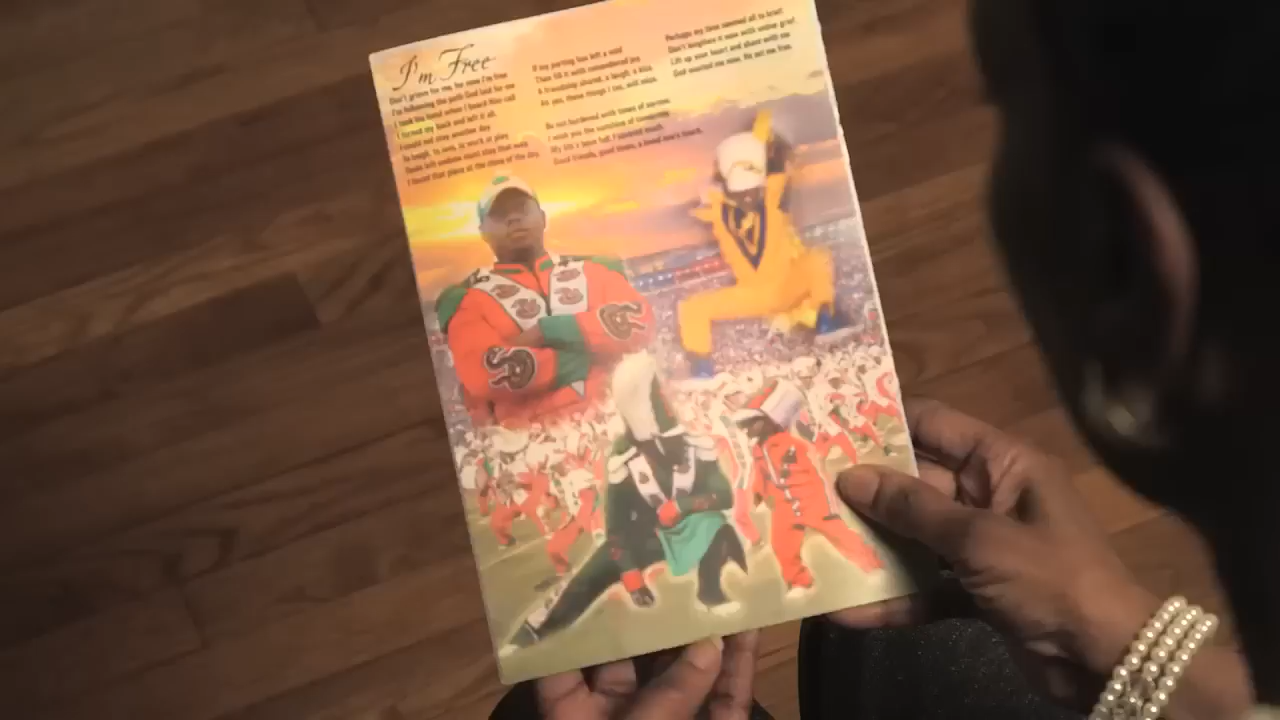 I'm Free
Don't grieve for me, for now I'm free
I'm following the path God laid for me
I took his hand when I heard him call
I turned my back and left it all.
I could not stay another day
To laugh, to love, to work or play
Tasks left undone must stay that way
I found that place at the close of the day.
If my parting has left a void
Then fill it with remembered joy
A friendship shared, a laugh, a kiss
Ah yes, these things I too, will miss.
Be not burdened with times of sorrow
I wish you the sunshine of tomorrow
My life's been full, I savored much
Good friends, good times, a loved one's touch.
Perhaps my time seemed all to brief
Don't lengthen it now with undue grief.
Lift up your heart and share with me
God wanted me now, He set me free.